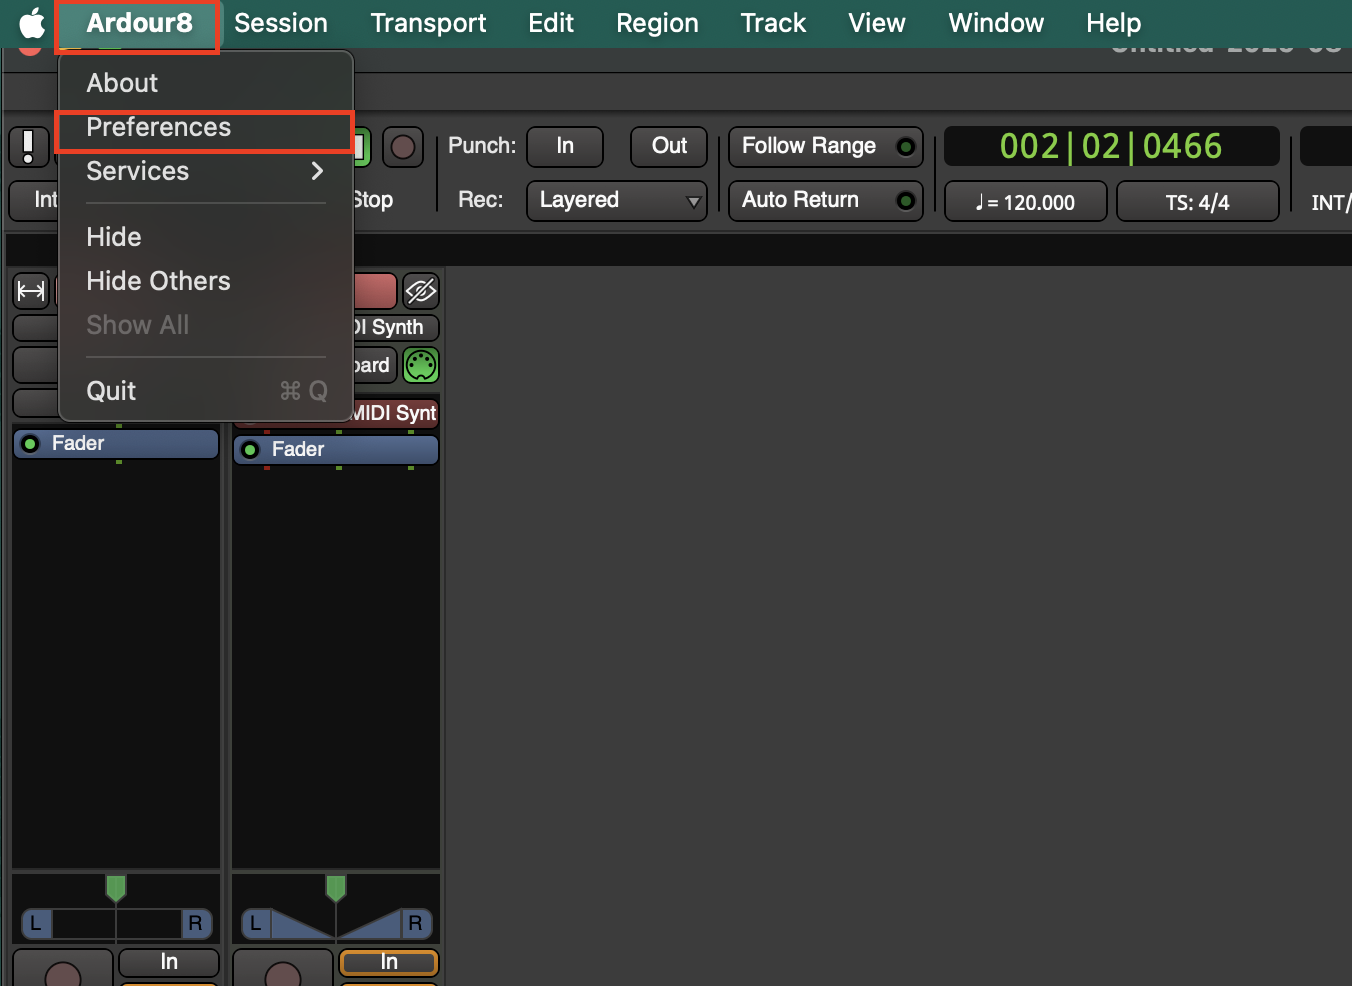 Ardour8 Session Transport Edit Region Track View Window Help
About
Preferences
Services
Hide
Hide Others
Show All
Quit ⌘ Q
Punch: In Out Follow Range 002|02|0466
Int Stop Rec: Layered Auto Return ♩ = 120.000 TS: 4/4 INT/
DI Synth
oard
MIDI Synt
Fader
Fader
L R
L R
In
In